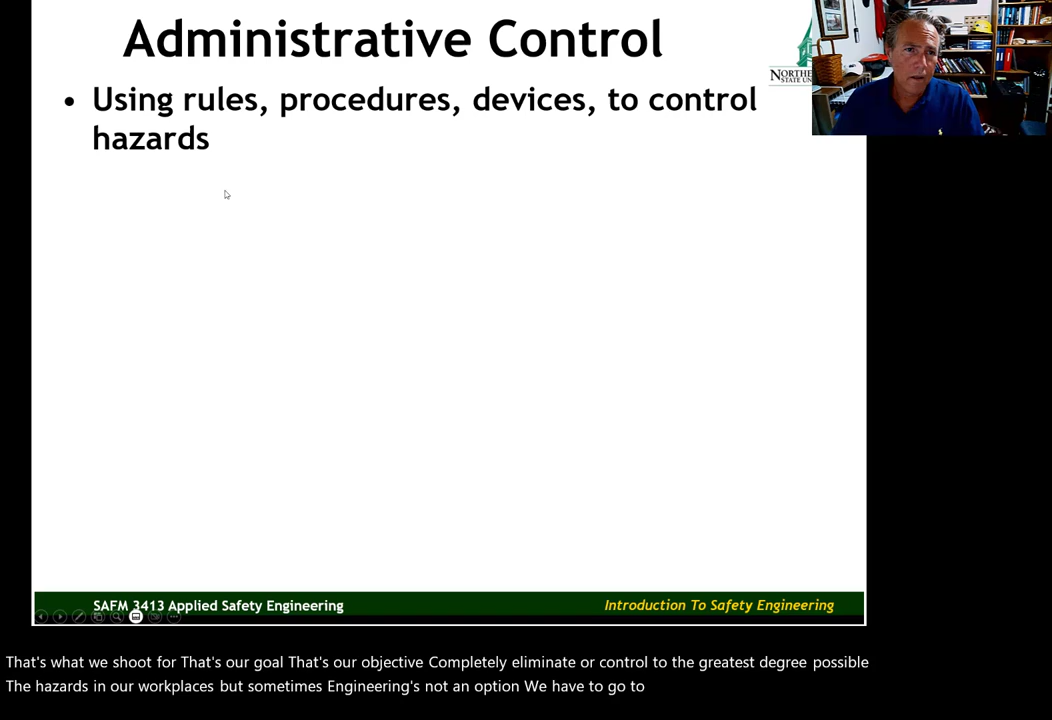 Administrative Control
• Using rules, procedures, devices, to control
hazards
SAFM 3413 Applied Safety Engineering
Introduction To Safety Engineering
That's what we shoot for That's our goal That's our objective Completely eliminate or control to the greatest degree possible
The hazards in our workplaces but sometimes Engineering's not an option We have to go to